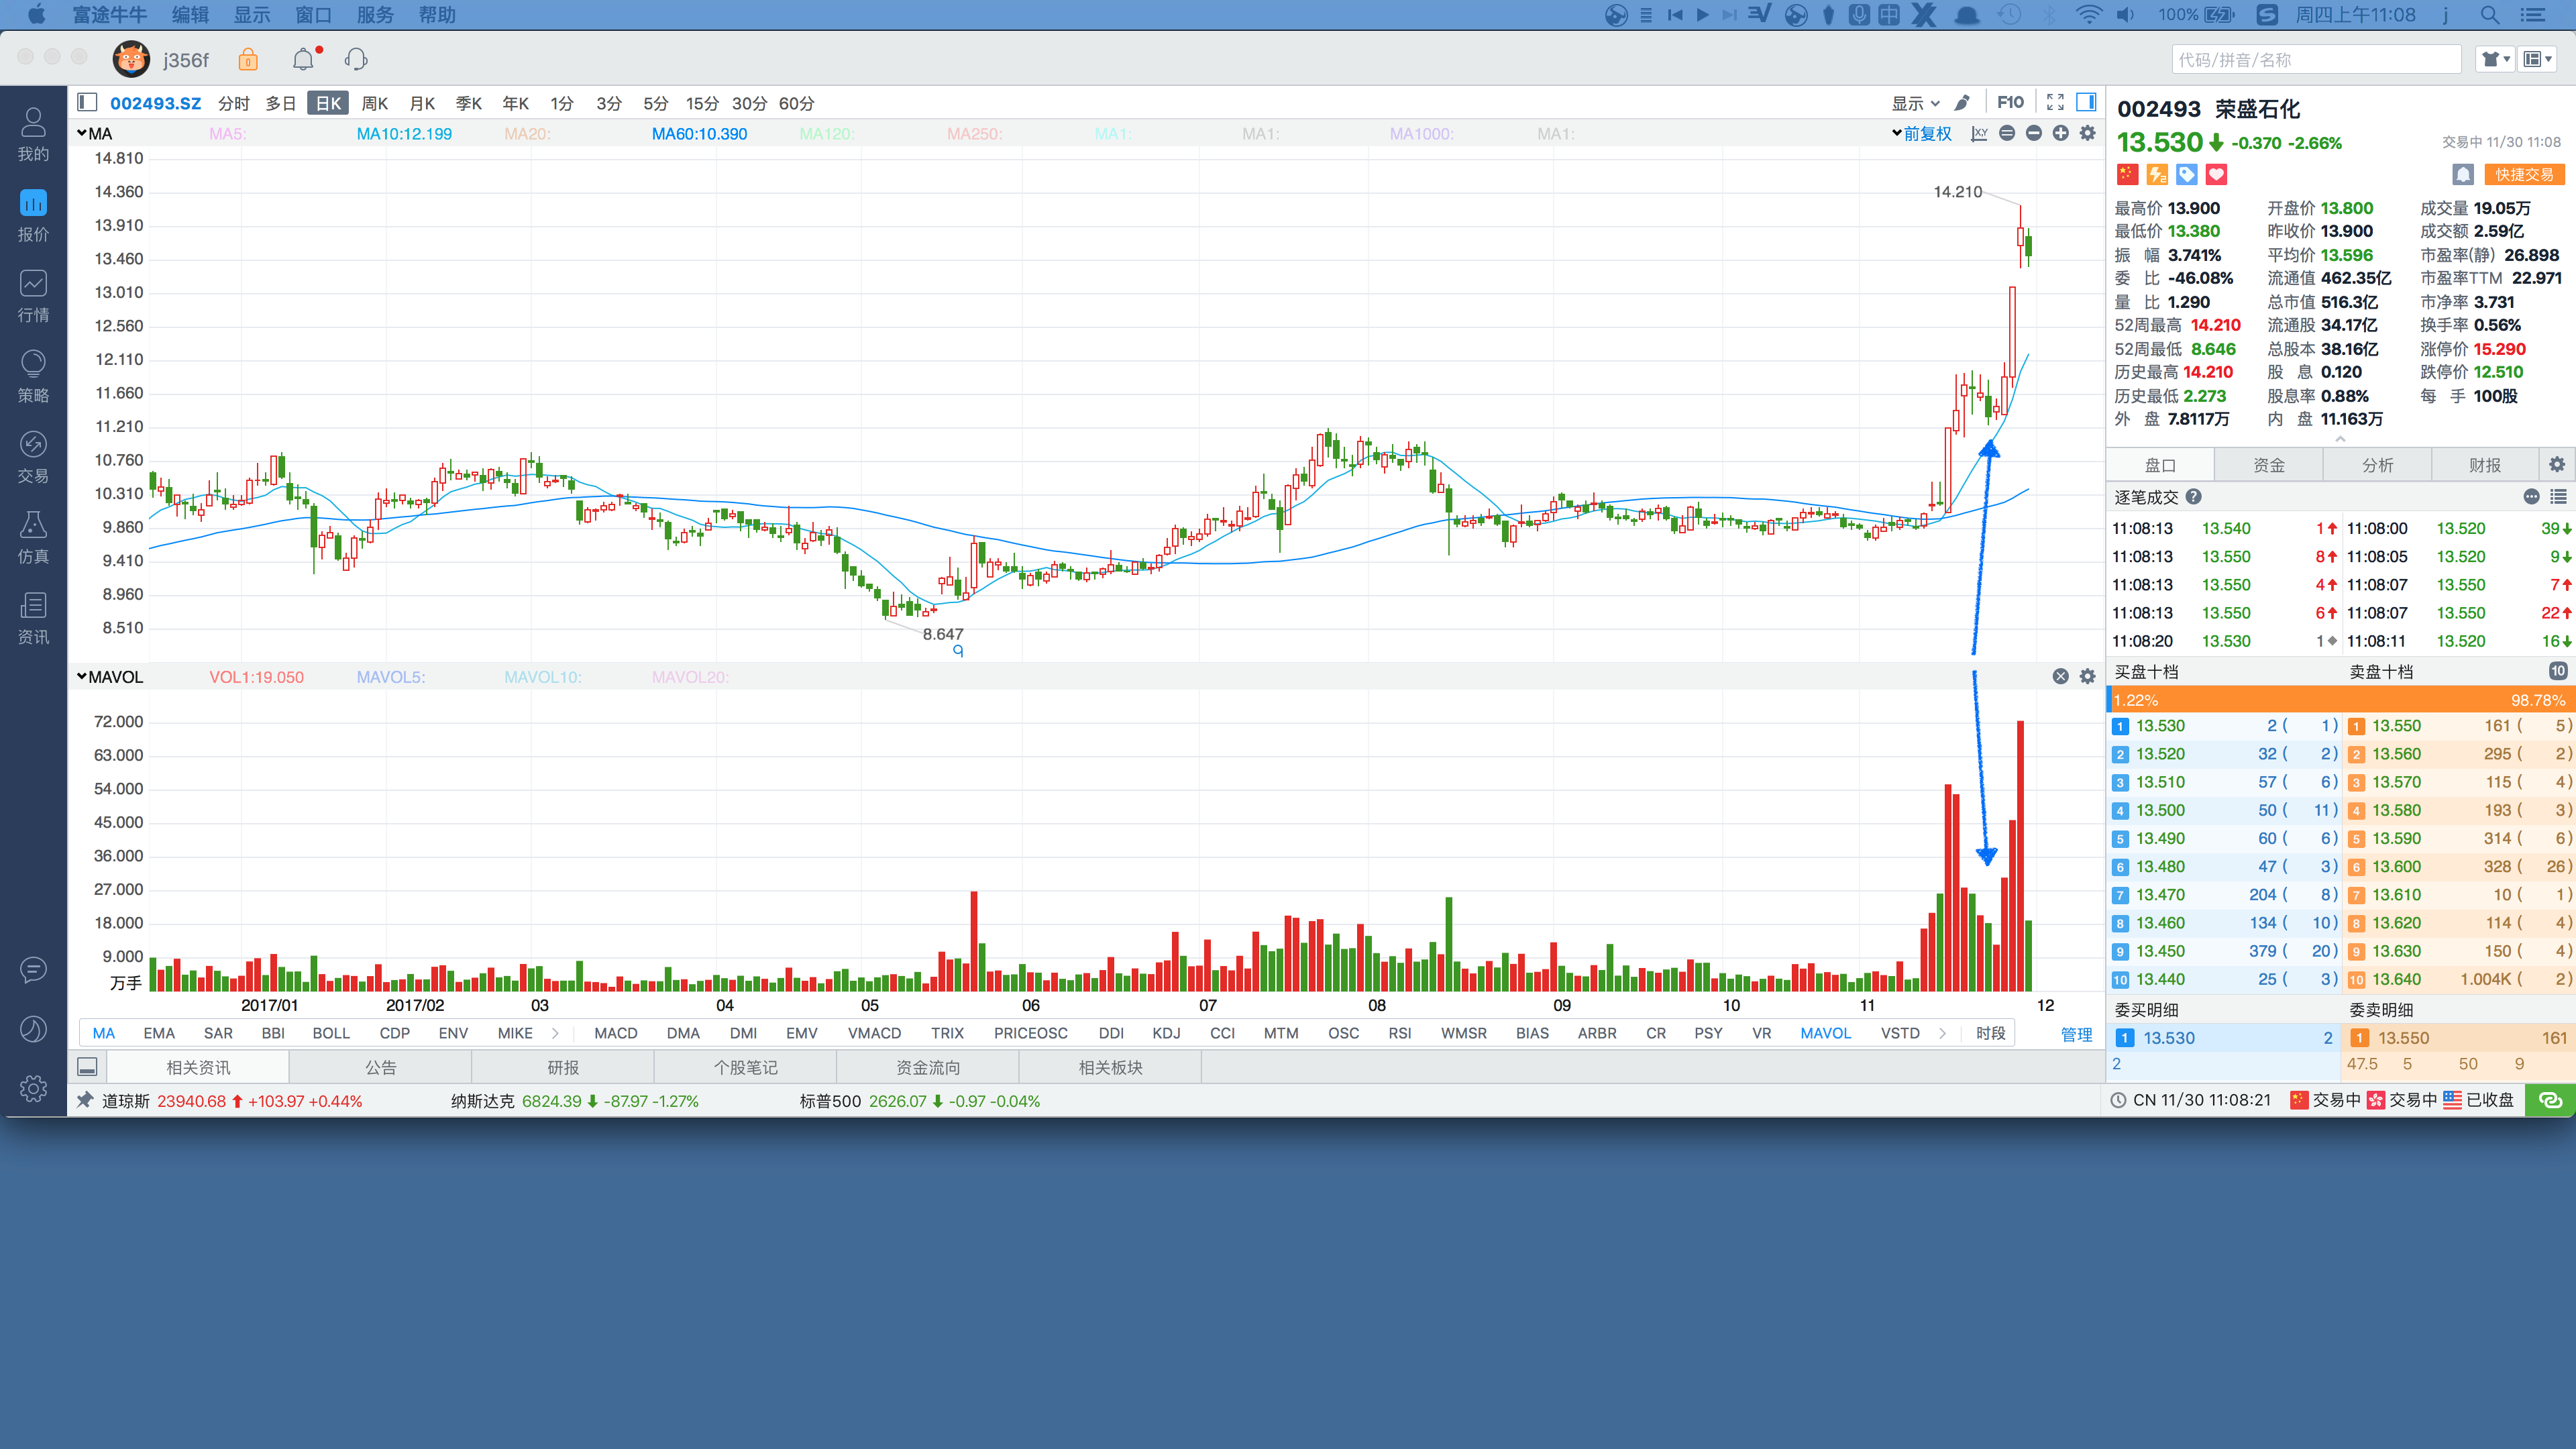 富途牛牛 编辑 显示 窗口 服务 帮助
100% 周四上午11:08 j
j356f
代码/拼音/名称
我的
报价
行情
策略
交易
仿真
资讯
002493.SZ 分时 多日 日K 周K 月K 季K 年K 1分 3分 5分 15分 30分 60分 显示 F10
MA MA5: MA10:12.199 MA20: MA60:10.390 MA120: MA250: MA1: MA1: MA1000: MA1: 前复权
14.810
14.360
13.910
13.460
13.010
12.560
12.110
11.660
11.210
10.760
10.310
9.860
9.410
8.960
8.510
14.210
8.647
q
MAVOL VOL1:19.050 MAVOL5: MAVOL10: MAVOL20:
72.000
63.000
54.000
45.000
36.000
27.000
18.000
9.000
万手
2017/01 2017/02 03 04 05 06 07 08 09 10 11 12
MA EMA SAR BBI BOLL CDP ENV MIKE MACD DMA DMI EMV VMACD TRIX PRICEOSC DDI KDJ CCI MTM OSC RSI WMSR BIAS ARBR CR PSY VR MAVOL VSTD 时段 管理
相关资讯 公告 研报 个股笔记 资金流向 相关板块
道琼斯 23940.68 +103.97 +0.44% 纳斯达克 6824.39 -87.97 -1.27% 标普500 2626.07 -0.97 -0.04%
002493 荣盛石化
13.530 -0.370 -2.66% 交易中 11/30 11:08
快捷交易
最高价 13.900 开盘价 13.800 成交量 19.05万
最低价 13.380 昨收价 13.900 成交额 2.59亿
振 幅 3.741% 平均价 13.596 市盈率(静) 26.898
委 比 -46.08% 流通值 462.35亿 市盈率TTM 22.971
量 比 1.290 总市值 516.3亿 市净率 3.731
52周最高 14.210 流通股 34.17亿 换手率 0.56%
52周最低 8.646 总股本 38.16亿 涨停价 15.290
历史最高 14.210 股 息 0.120 跌停价 12.510
历史最低 2.273 股息率 0.88% 每 手 100股
外 盘 7.8117万 内 盘 11.163万
盘口 资金 分析 财报
逐笔成交
11:08:13 13.540 1 11:08:00 13.520 39
11:08:13 13.550 8 11:08:05 13.520 9
11:08:13 13.550 4 11:08:07 13.550 7
11:08:13 13.550 6 11:08:07 13.550 22
11:08:20 13.530 1 11:08:11 13.520 16
买盘十档 卖盘十档 10
1.22% 98.78%
1 13.530 2 ( 1) 1 13.550 161 ( 5)
2 13.520 32 ( 2) 2 13.560 295 ( 2)
3 13.510 57 ( 6) 3 13.570 115 ( 4)
4 13.500 50 ( 11) 4 13.580 193 ( 3)
5 13.490 60 ( 6) 5 13.590 314 ( 6)
6 13.480 47 ( 3) 6 13.600 328 ( 26)
7 13.470 204 ( 8) 7 13.610 10 ( 1)
8 13.460 134 ( 10) 8 13.620 114 ( 4)
9 13.450 379 ( 20) 9 13.630 150 ( 4)
10 13.440 25 ( 3) 10 13.640 1.004K ( 2)
委买明细 委卖明细
1 13.530 2 1 13.550 161
2 47.5 5 50 9
CN 11/30 11:08:21 交易中 交易中 已收盘